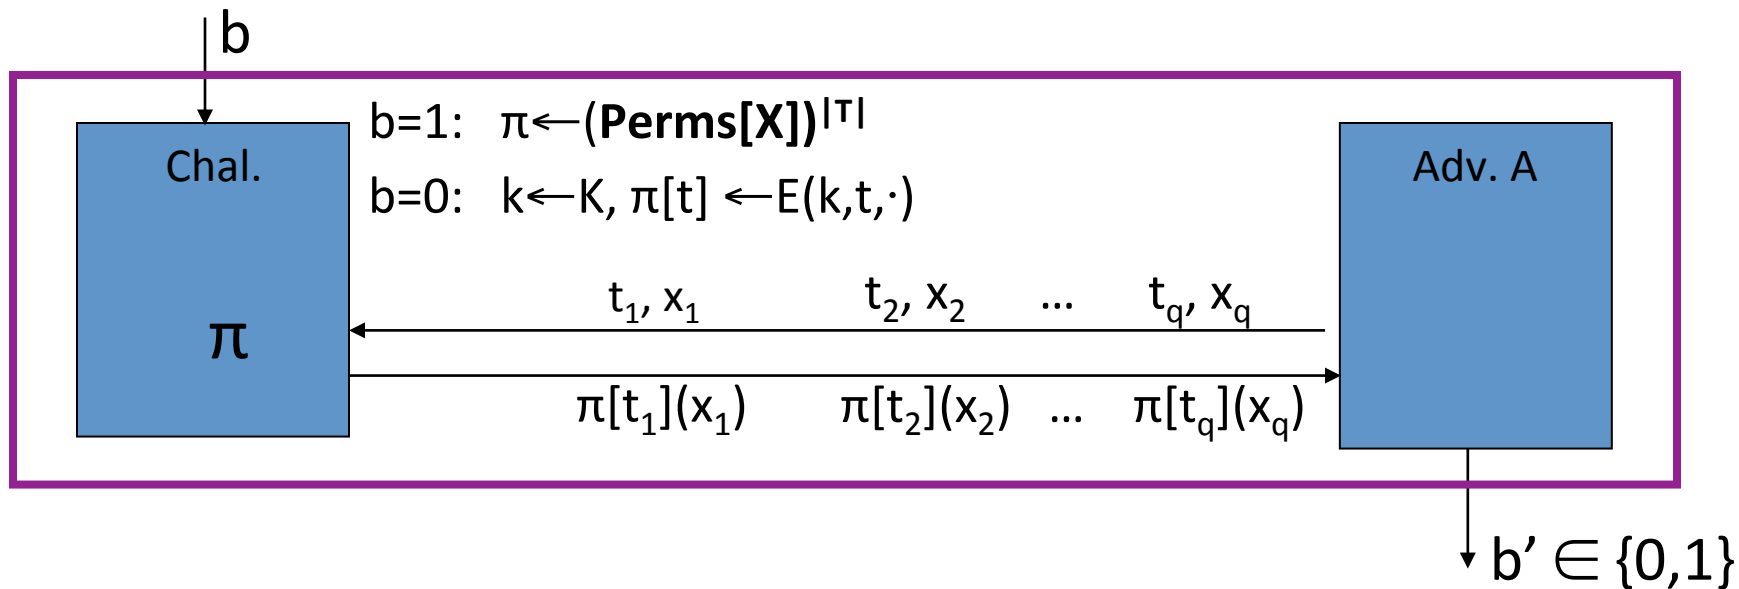 b
b=1: π←(Perms[X])^|T|
Chal.
Adv. A
b=0: k←K, π[t] ←E(k,t,·)
t₁, x₁ t₂, x₂ ... t_q, x_q
π
π[t₁](x₁) π[t₂](x₂) ... π[t_q](x_q)
b’ ∈ {0,1}